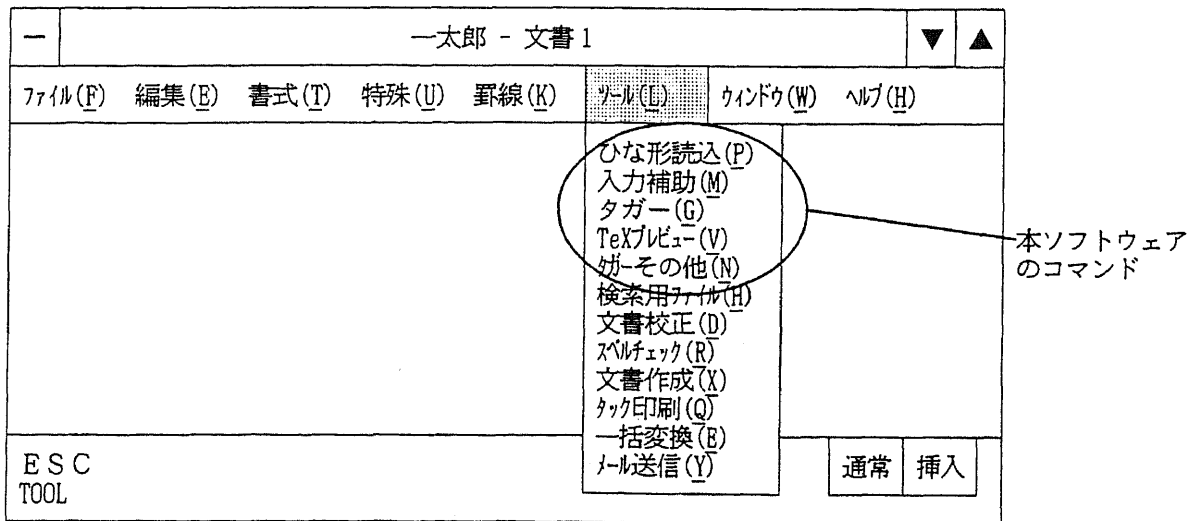 一太郎 - 文書1 ▼ ▲
ﾌｧｲﾙ(F) 編集(E) 書式(T) 特殊(U) 罫線(K) ﾂｰﾙ(L) ｳｨﾝﾄﾞｳ(W) ﾍﾙﾌﾟ(H)
ひな形読込(P)
入力補助(M)
タガー(G)
TeXﾌﾟﾚﾋﾞｭｰ(V)
ﾀｶﾞｰその他(N)
検索用ﾌｧｲﾙ(H)
文書校正(D)
ｽﾍﾟﾙﾁｪｯｸ(R)
文書作成(X)
ﾀｯｸ印刷(Q)
一括変換(E)
ﾒｰﾙ送信(Y)
本ソフトウェア
のコマンド
ESC
TOOL
通常 挿入